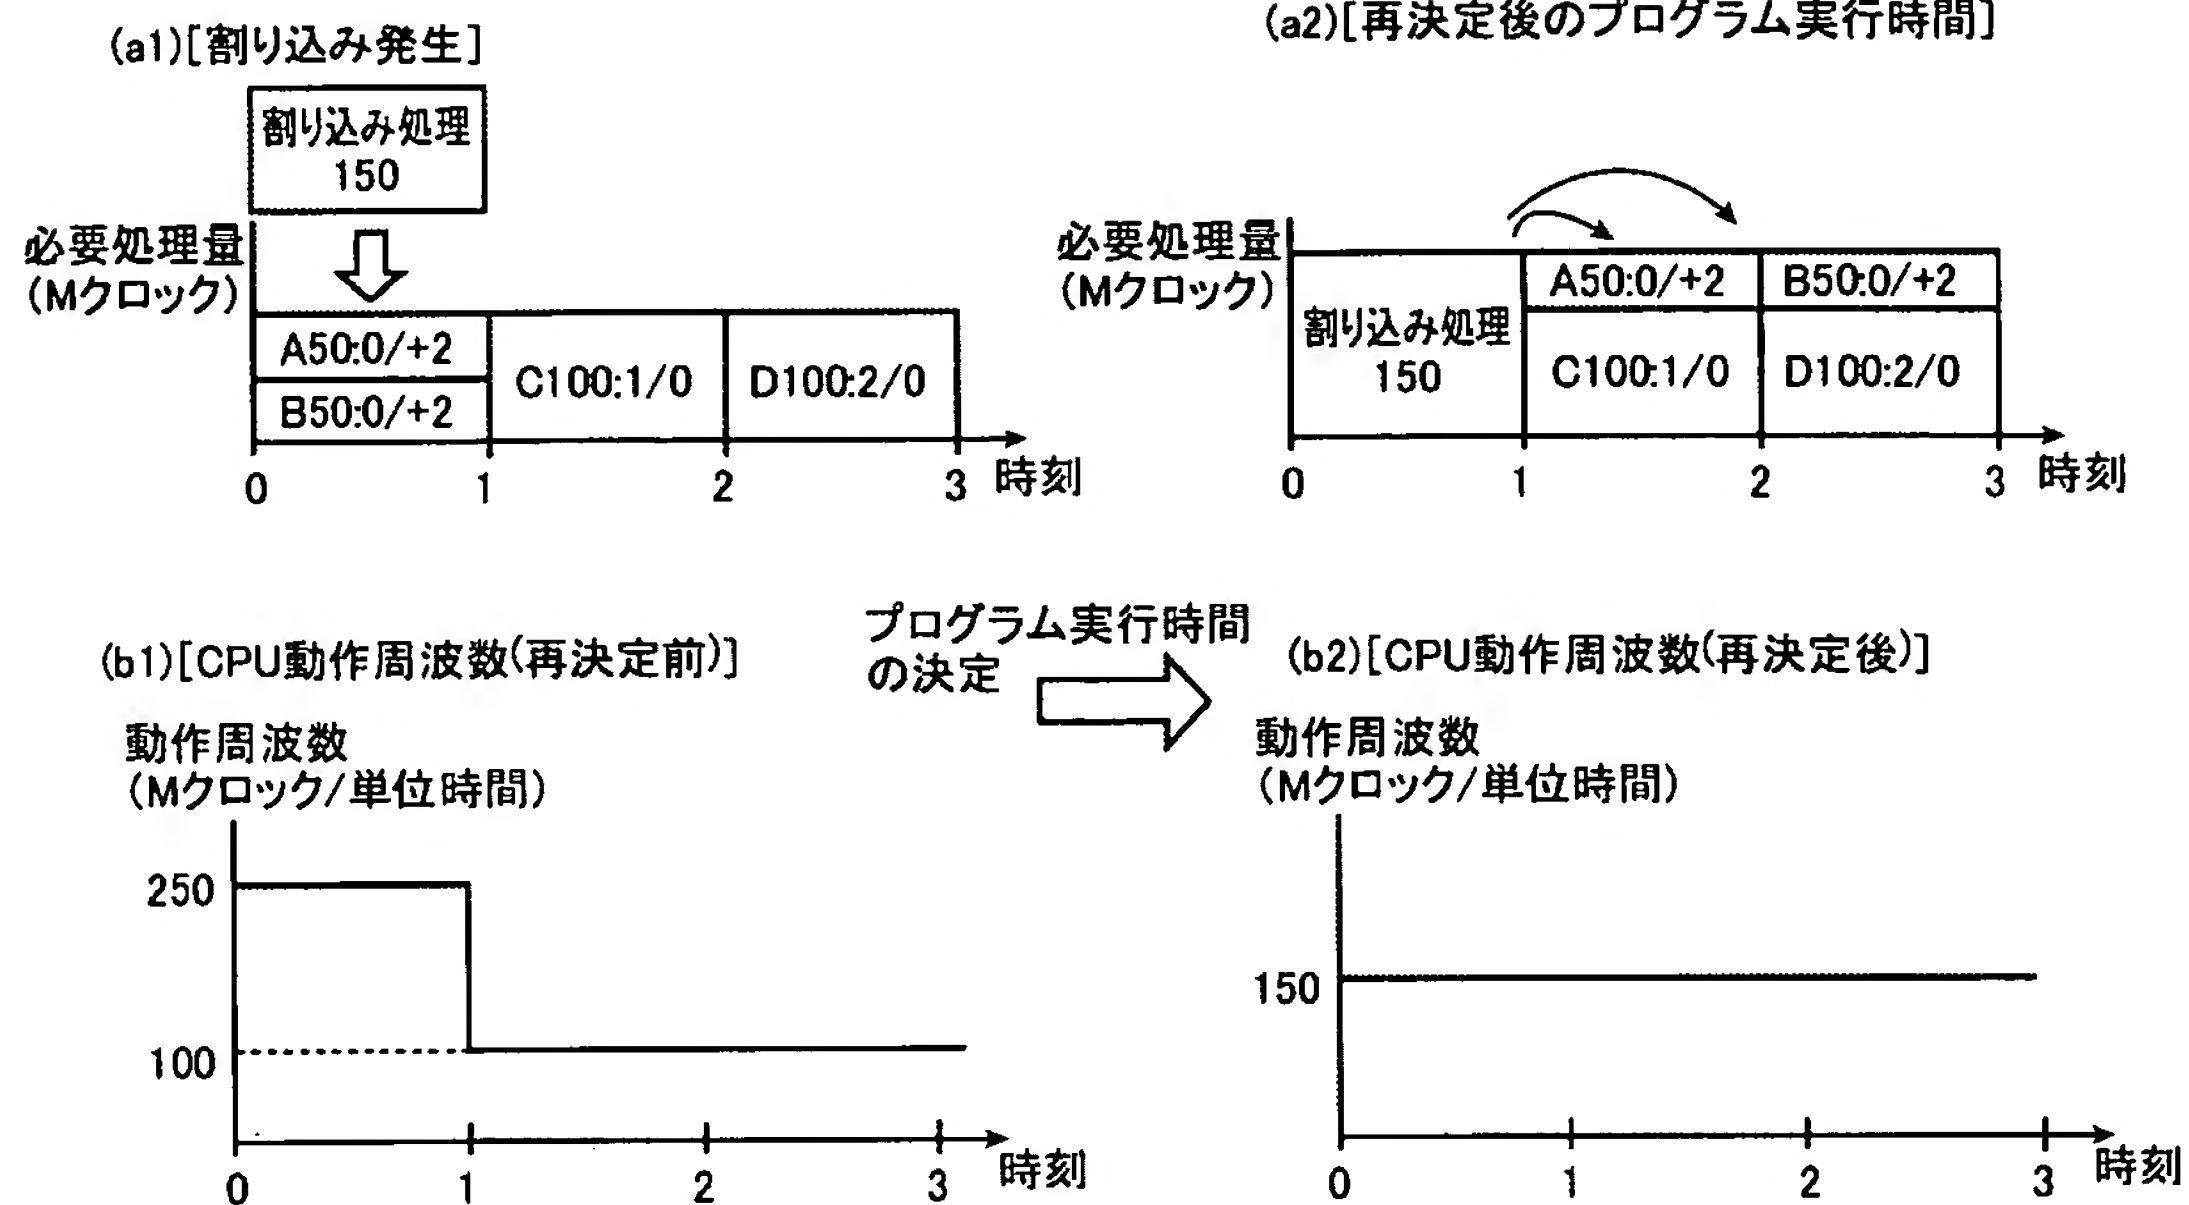 (a1)[割り込み発生]
割り込み処理
150
必要処理量
(Mクロック)
A50:0/+2
B50:0/+2
C100:1/0
D100:2/0
0
1
2
3
時刻
(a2)[再決定後のプログラム実行時間]
必要処理量
(Mクロック)
割り込み処理
150
A50:0/+2
B50:0/+2
C100:1/0
D100:2/0
0
1
2
3
時刻
(b1)[CPU動作周波数(再決定前)]
動作周波数
(Mクロック/単位時間)
250
100
0
1
2
3
時刻
プログラム実行時間
の決定
(b2)[CPU動作周波数(再決定後)]
動作周波数
(Mクロック/単位時間)
150
0
1
2
3
時刻